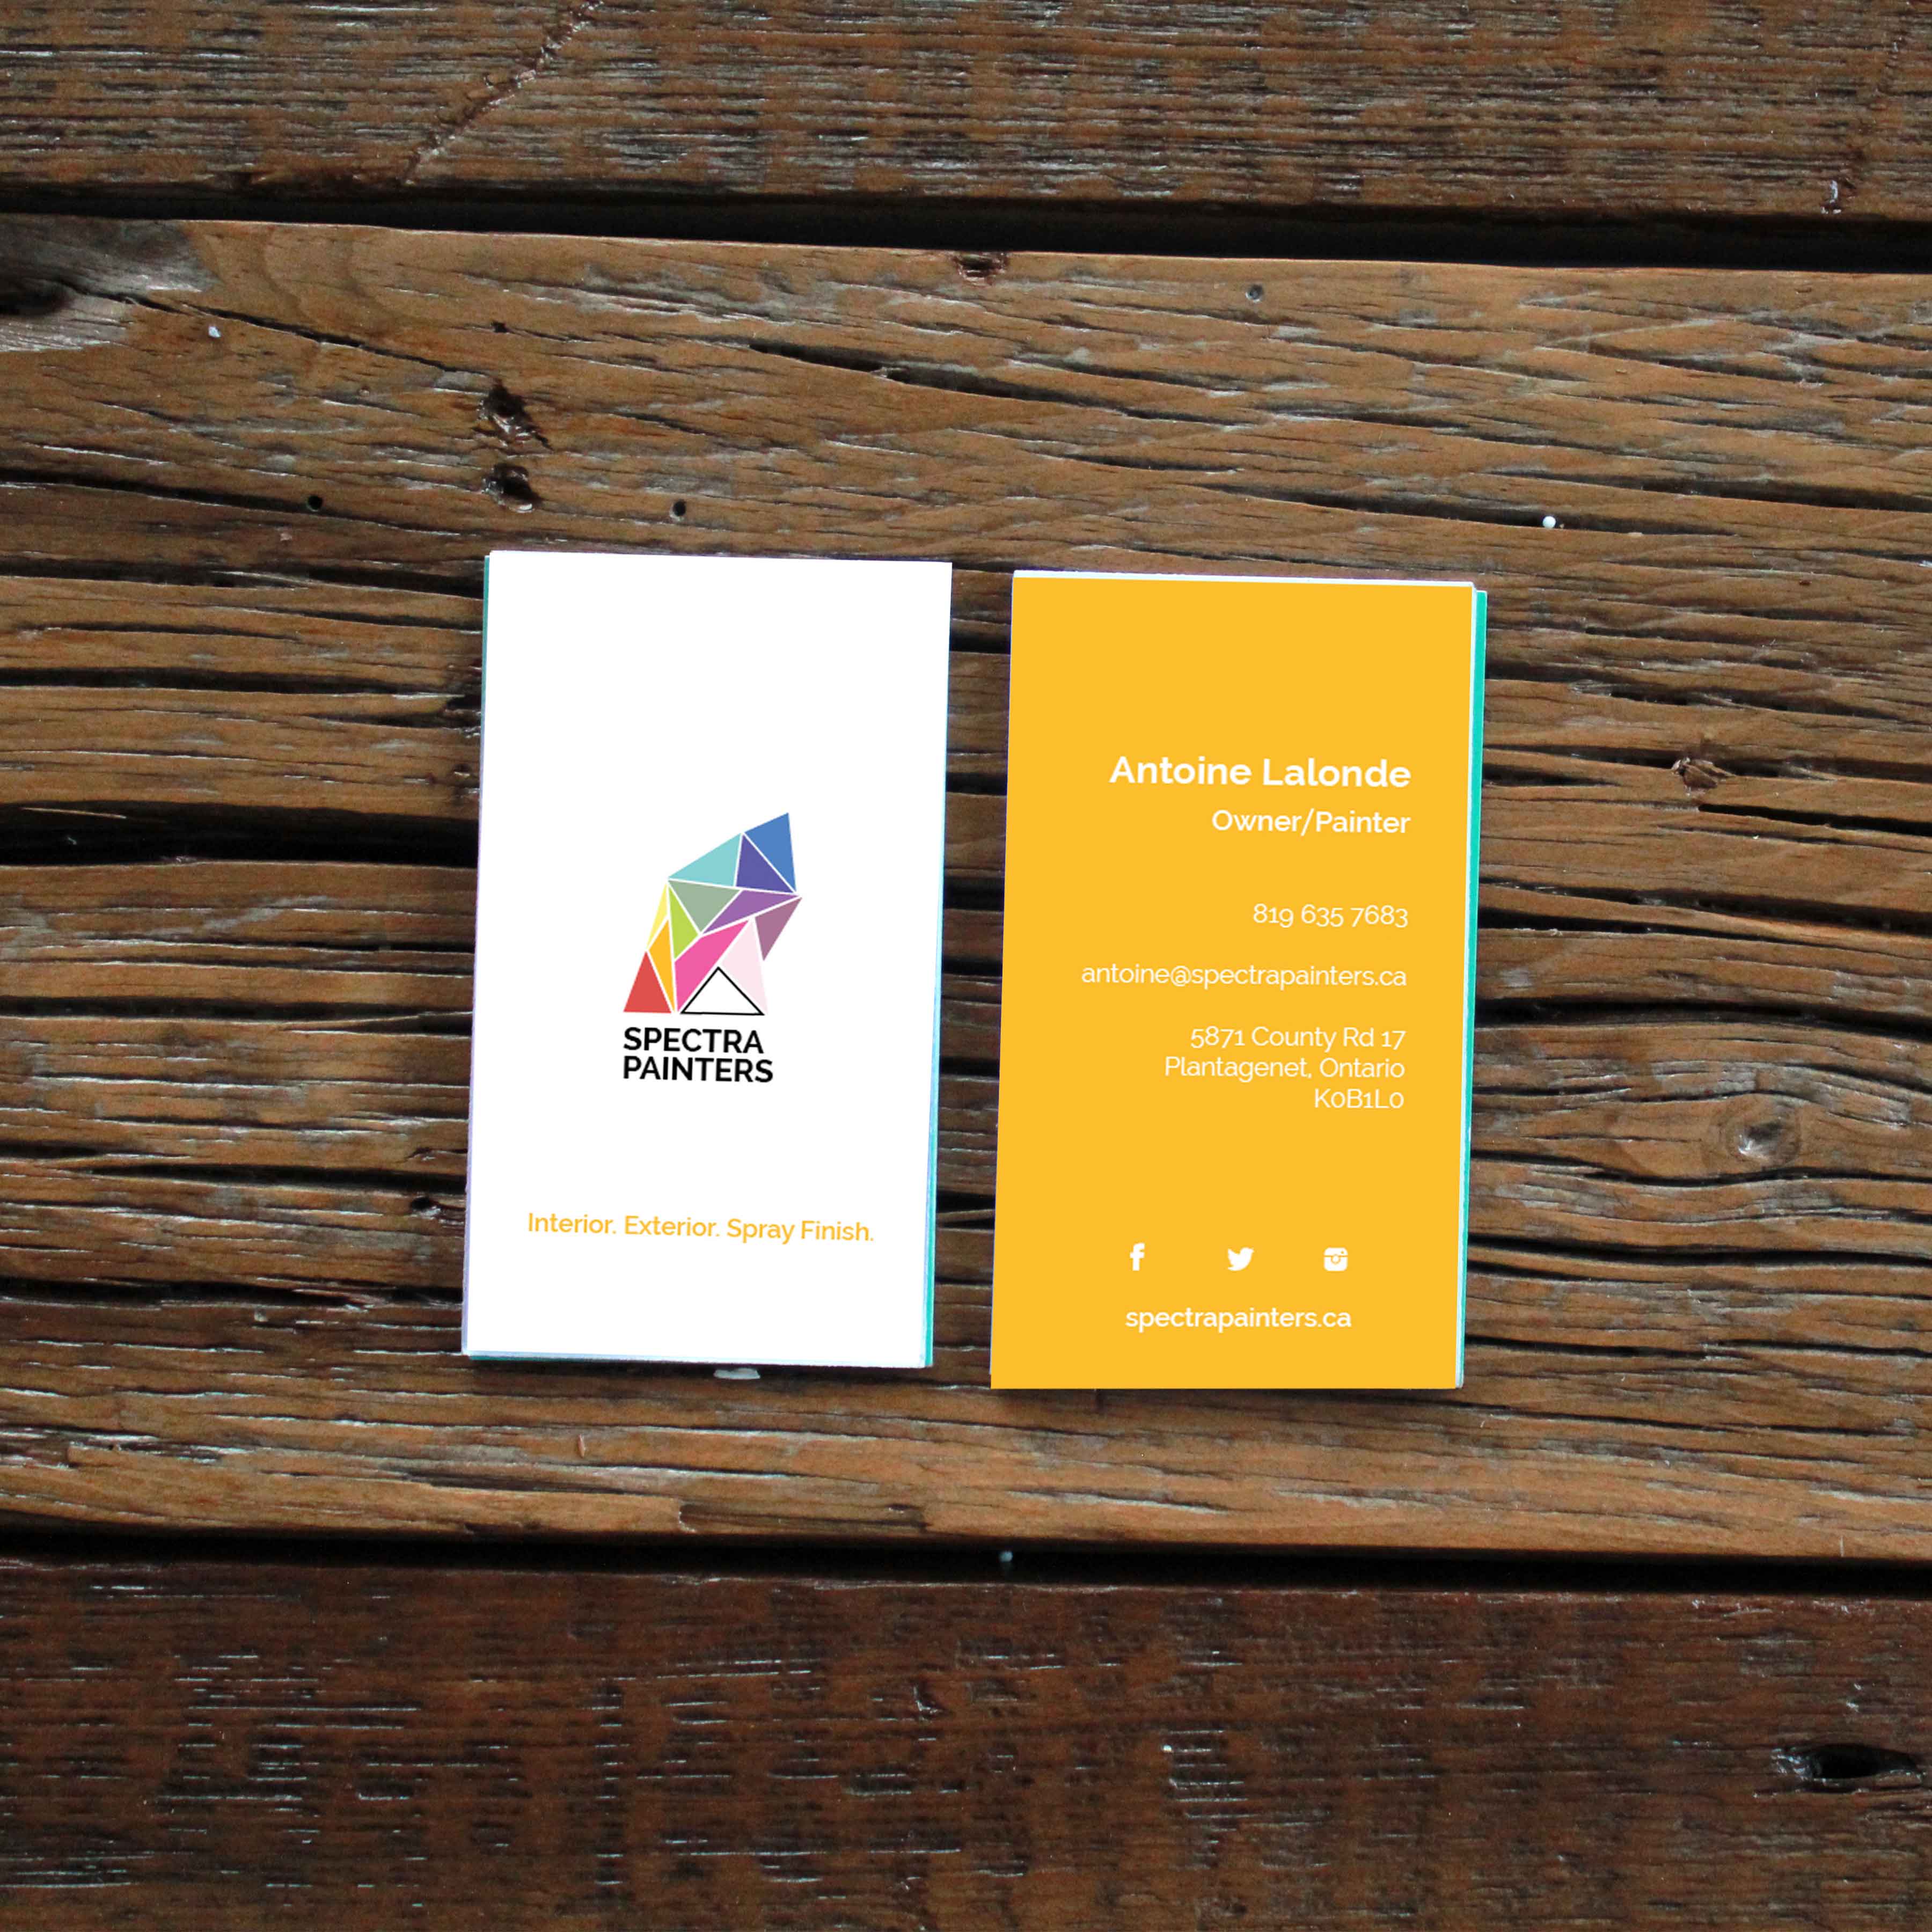 SPECTRA
PAINTERS
Interior. Exterior. Spray Finish.
Antoine Lalonde
Owner/Painter
819 635 7683
antoine@spectrapainters.ca
5871 County Rd 17
Plantagenet, Ontario
K0B1L0
spectrapainters.ca